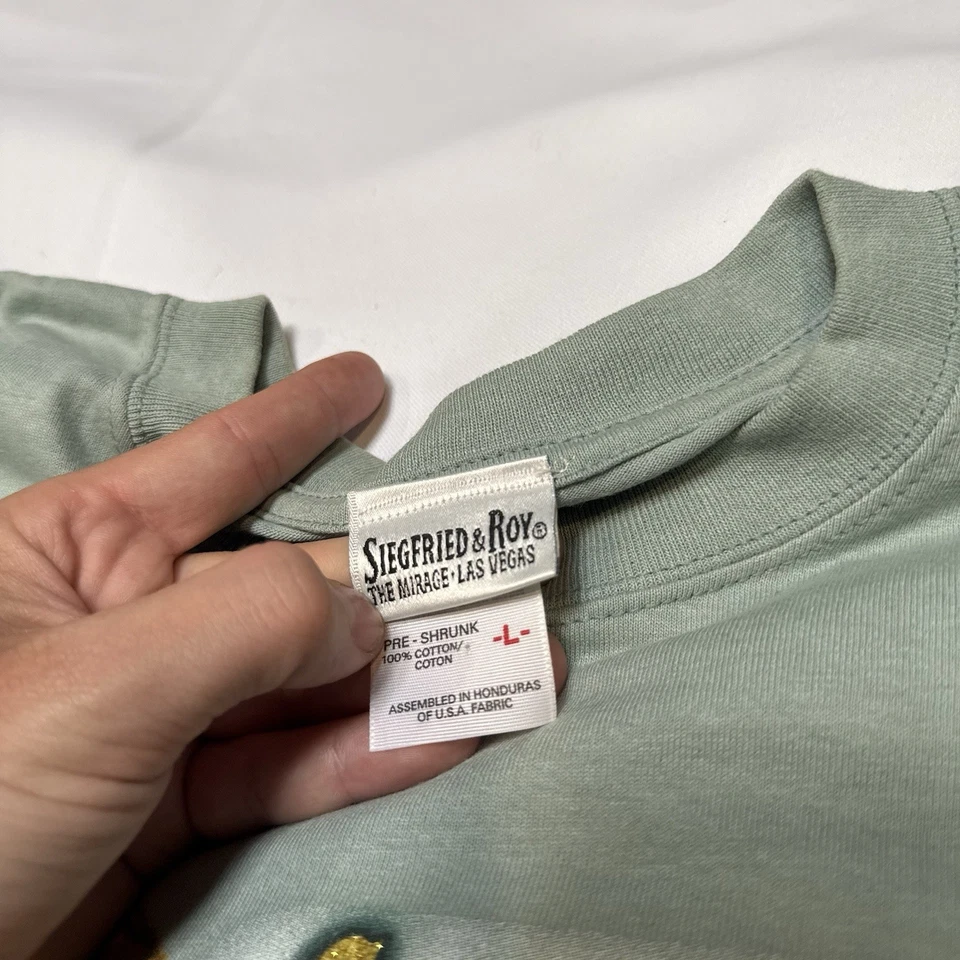 SIEGFRIED & ROY®
THE MIRAGE • LAS VEGAS
PRE - SHRUNK
-L-
100% COTTON/
COTON
ASSEMBLED IN HONDURAS
OF U.S.A. FABRIC